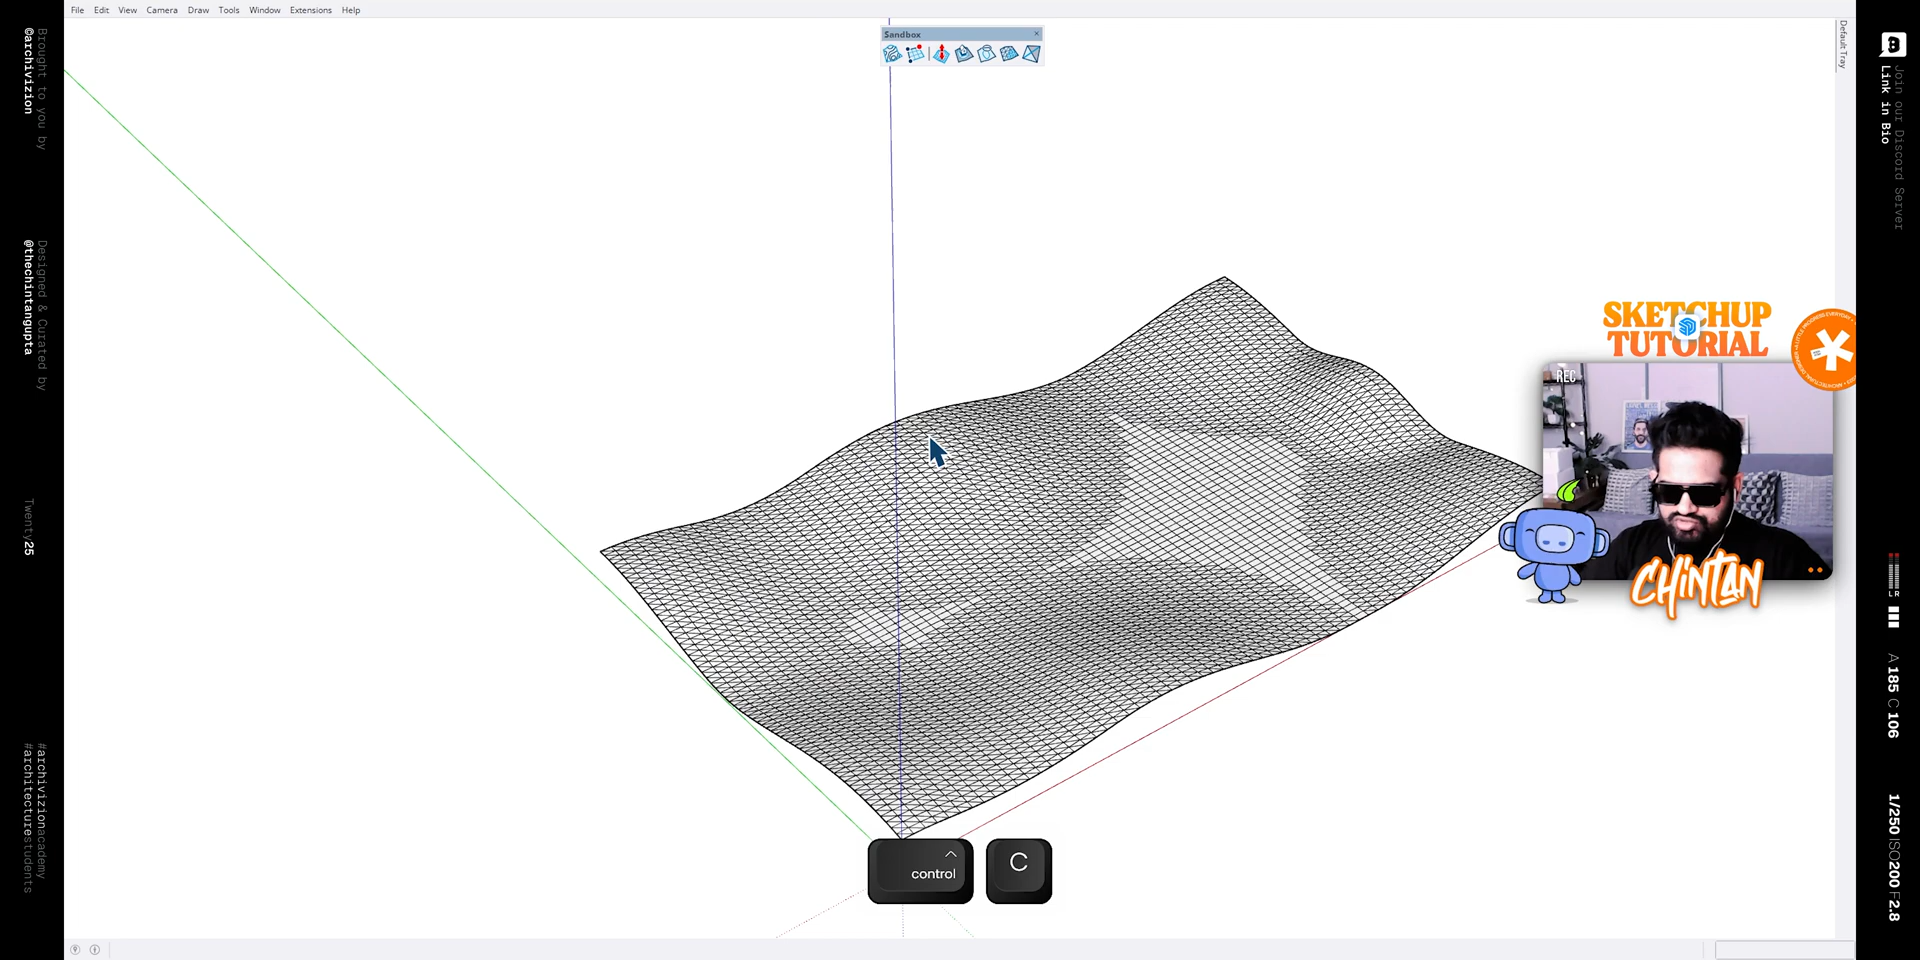 File Edit View Camera Draw Tools Window Extensions Help
Sandbox
Default Tray
Brought to you by
@archivizion
Designed & Curated by
@thechintangupta
Twenty25
#archivizionacademy
#architecturestudents
Join our Discord Server
Link in Bio
SKETCHUP
TUTORIAL
REC
CHINTAN
control
C
L R
A 185 C 106
1/250 ISO200 F2.8